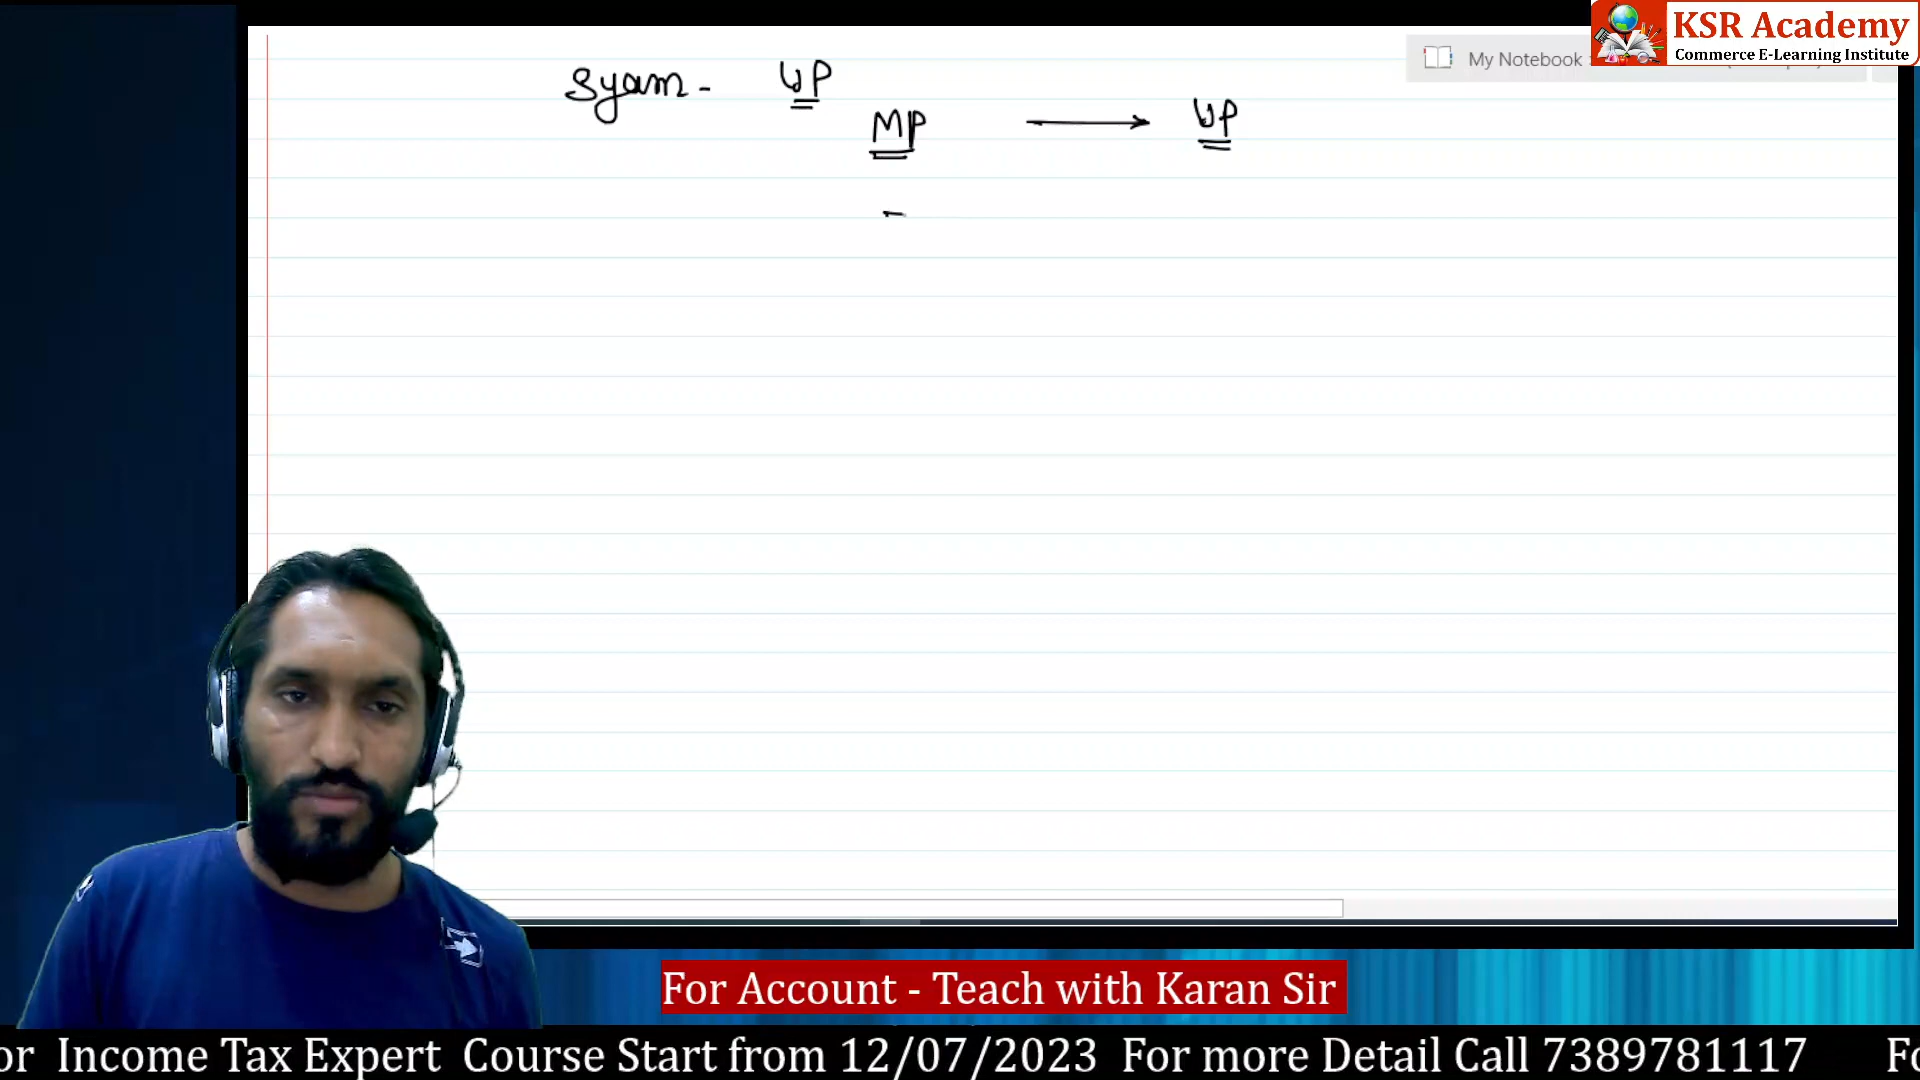 Syam - UP
MP → UP
My Notebook
KSR Academy
Commerce E-Learning Institute
For Account - Teach with Karan Sir
or Income Tax Expert Course Start from 12/07/2023 For more Detail Call 7389781117 Fo